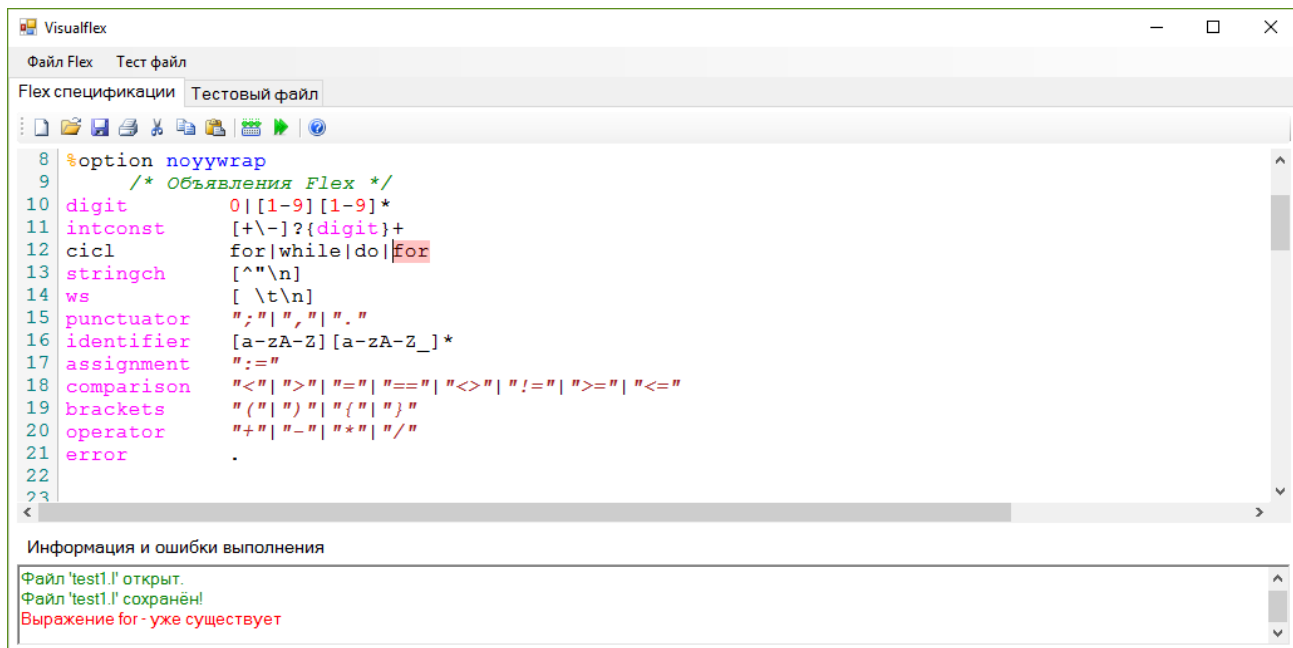 Visualflex
Файл Flex Тест файл
Flex спецификации Тестовый файл
8 %option noyywrap
9 /* Объявления Flex */
10 digit 0|[1-9][1-9]*
11 intconst [+\-]?{digit}+
12 cicl for|while|do|for
13 stringch [^"\n]
14 ws [ \t\n]
15 punctuator ";"|","|"."
16 identifier [a-zA-Z][a-zA-Z_]*
17 assignment ":="
18 comparison "<"|">"|"="|"=="|"<>"|"!="|">="|"<="
19 brackets "("|")"|"{"|"}"
20 operator "+"|"-"|"*"|"/"
21 error .
22
23
Информация и ошибки выполнения
Файл 'test1.l' открыт.
Файл 'test1.l' сохранён!
Выражение for - уже существует